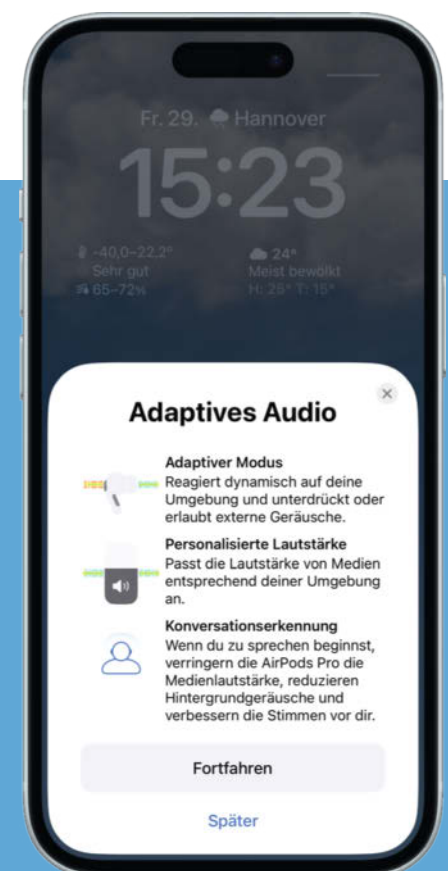 Fr. 29. Hannover
15:23
-40,0–22.2° 24°
Sehr gut Meist bewölkt
65–72% H: 25° T: 15°
Adaptives Audio
Adaptiver Modus
Reagiert dynamisch auf deine
Umgebung und unterdrückt oder
erlaubt externe Geräusche.
Personalisierte Lautstärke
Passt die Lautstärke von Medien
entsprechend deiner Umgebung
an.
Konversationserkennung
Wenn du zu sprechen beginnst,
verringern die AirPods Pro die
Medienlautstärke, reduzieren
Hintergrundgeräusche und
verbessern die Stimmen vor dir.
Fortfahren
Später